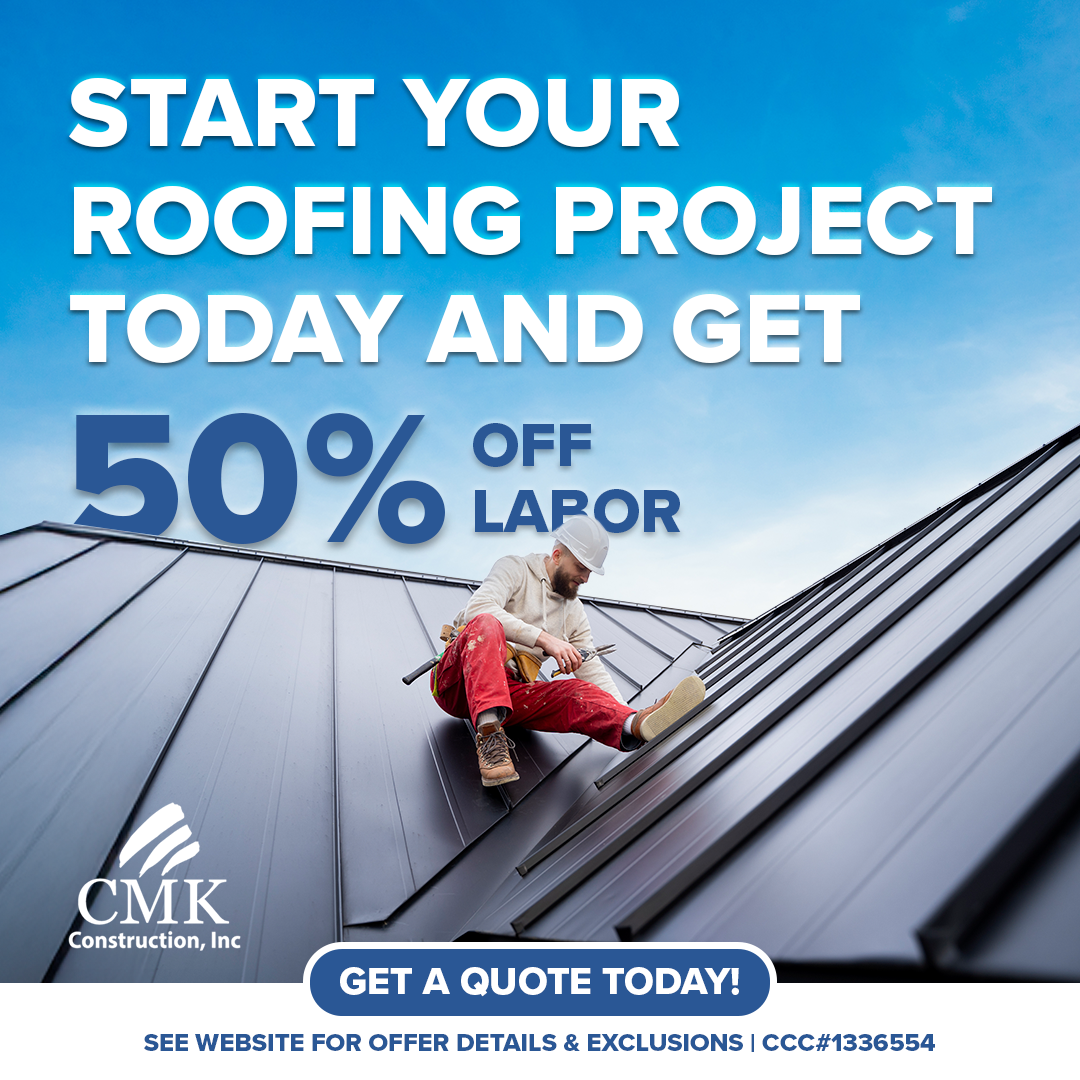 START YOUR
ROOFING PROJECT
TODAY AND GET
50% OFF
LABOR
CMK
Construction, Inc
GET A QUOTE TODAY!
SEE WEBSITE FOR OFFER DETAILS & EXCLUSIONS | CCC#1336554